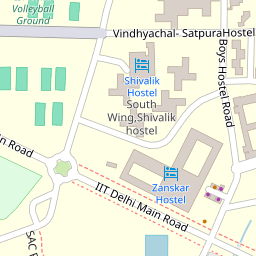 Volleyball
Ground
Vindhyachal- SatpuraHostel
Shivalik
Hostel
South
Wing,Shivalik
hostel
Boys Hostel Road
Main Road
Zanskar
Hostel
IIT Delhi Main Road
SAC R